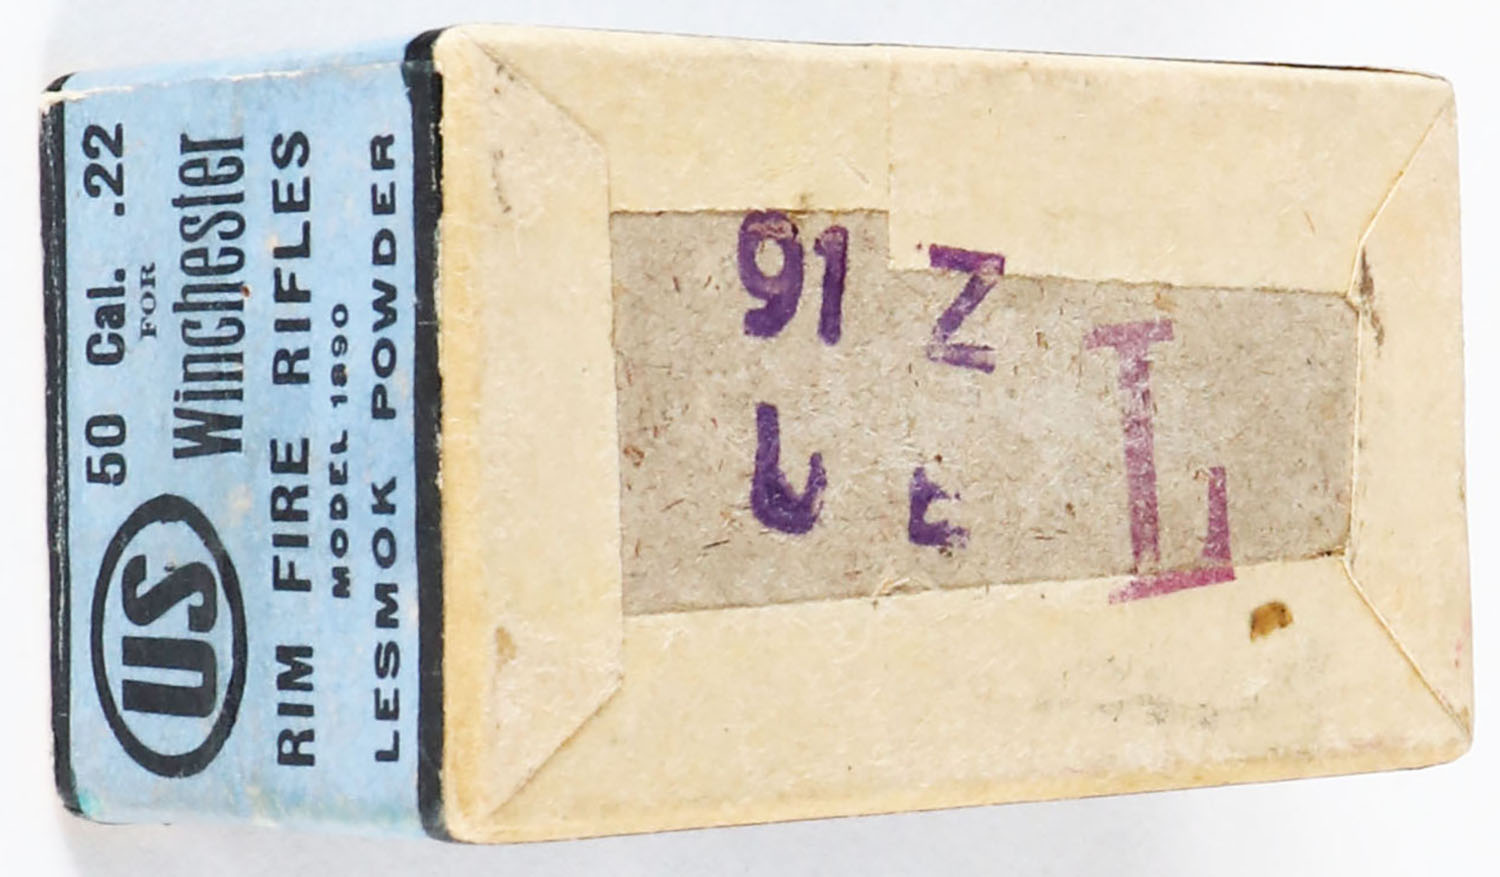 US
50 Cal. .22
FOR
Winchester
RIM FIRE RIFLES
MODEL 1890
LESMOK POWDER
91
Z
L